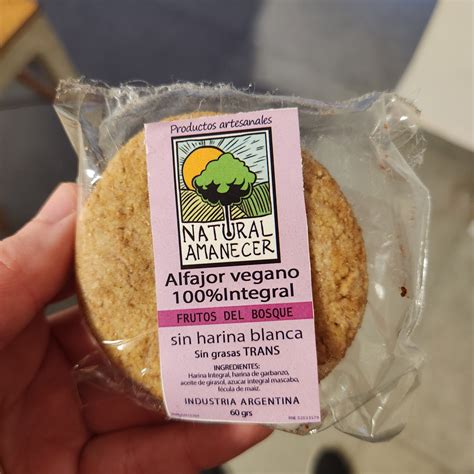 Productos artesanales
NATURAL
AMANECER
Alfajor vegano
100%Integral
FRUTOS DEL BOSQUE
sin harina blanca
Sin grasas TRANS
INGREDIENTES:
Harina Integral, harina de garbanzo,
aceite de girasol, azucar integral mascabo,
fécula de maiz.
INDUSTRIA ARGENTINA
60 grs